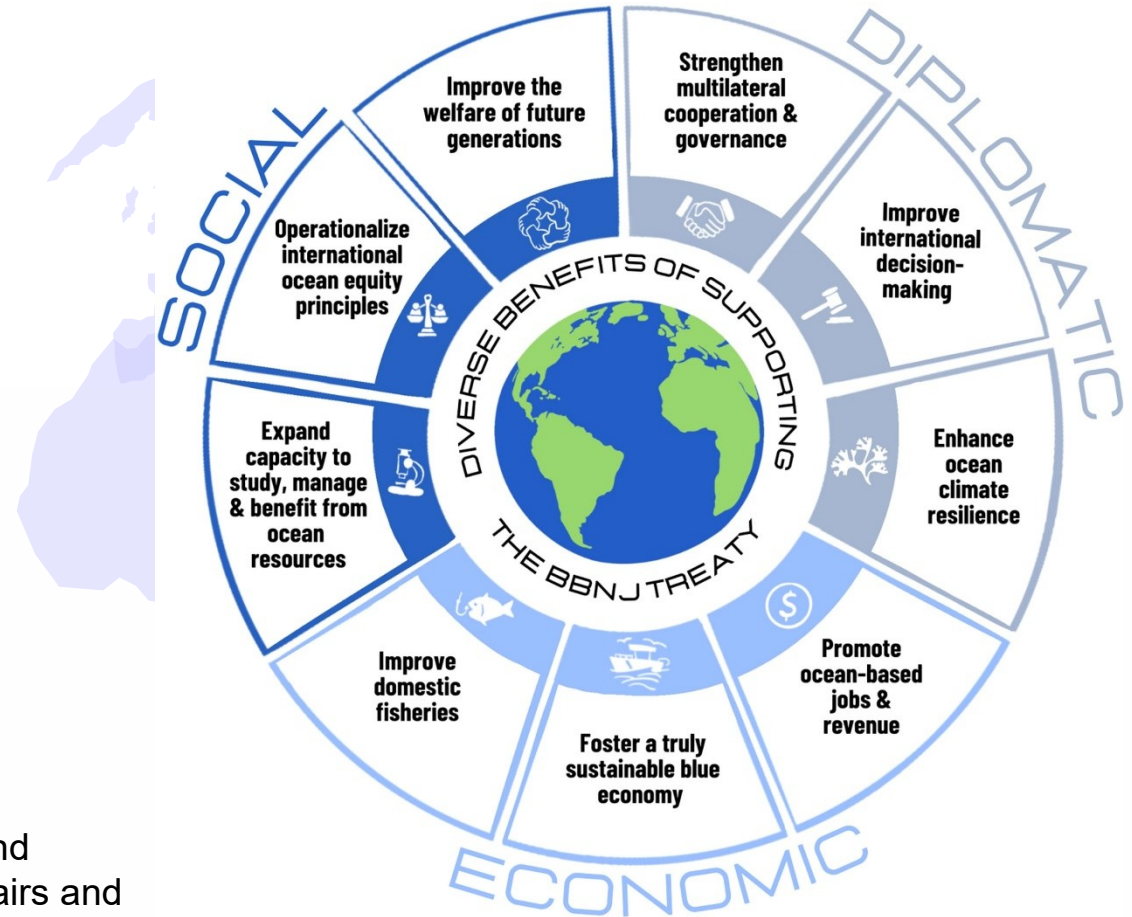 SOCIAL
DIPLOMATIC
ECONOMIC
Improve the
welfare of future
generations
Strengthen
multilateral
cooperation &
governance
Improve
international
decision-
making
Enhance
ocean
climate
resilience
Promote
ocean-based
jobs &
revenue
Foster a truly
sustainable blue
economy
Improve
domestic
fisheries
Expand
capacity to
study, manage
& benefit from
ocean
resources
Operationalize
international
ocean equity
principles
DIVERSE BENEFITS OF SUPPORTING
THE BBNJ TREATY
$
airs and